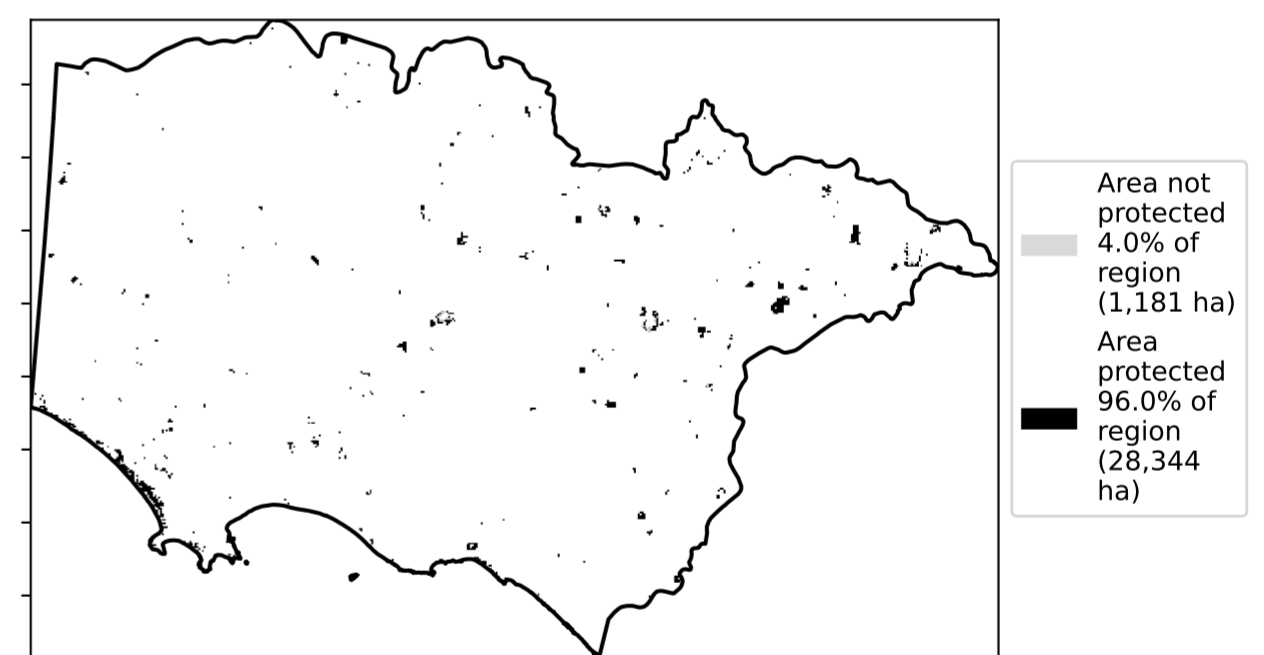 Area not
protected
4.0% of
region
(1,181 ha)
Area
protected
96.0% of
region
(28,344
ha)